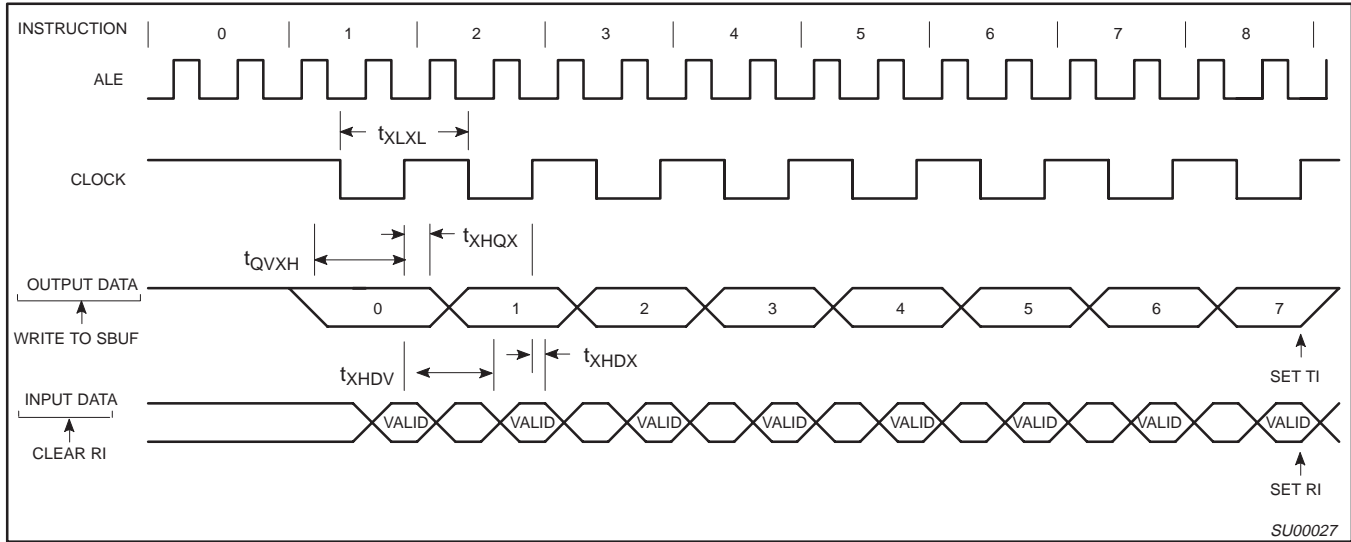 INSTRUCTION 0 1 2 3 4 5 6 7 8
ALE
tXLXL
CLOCK
tXHQX
tQVXH
OUTPUT DATA
0 1 2 3 4 5 6 7
WRITE TO SBUF
tXHDX
tXHDV
SET TI
INPUT DATA
VALID VALID VALID VALID VALID VALID VALID VALID
CLEAR RI
SET RI
SU00027